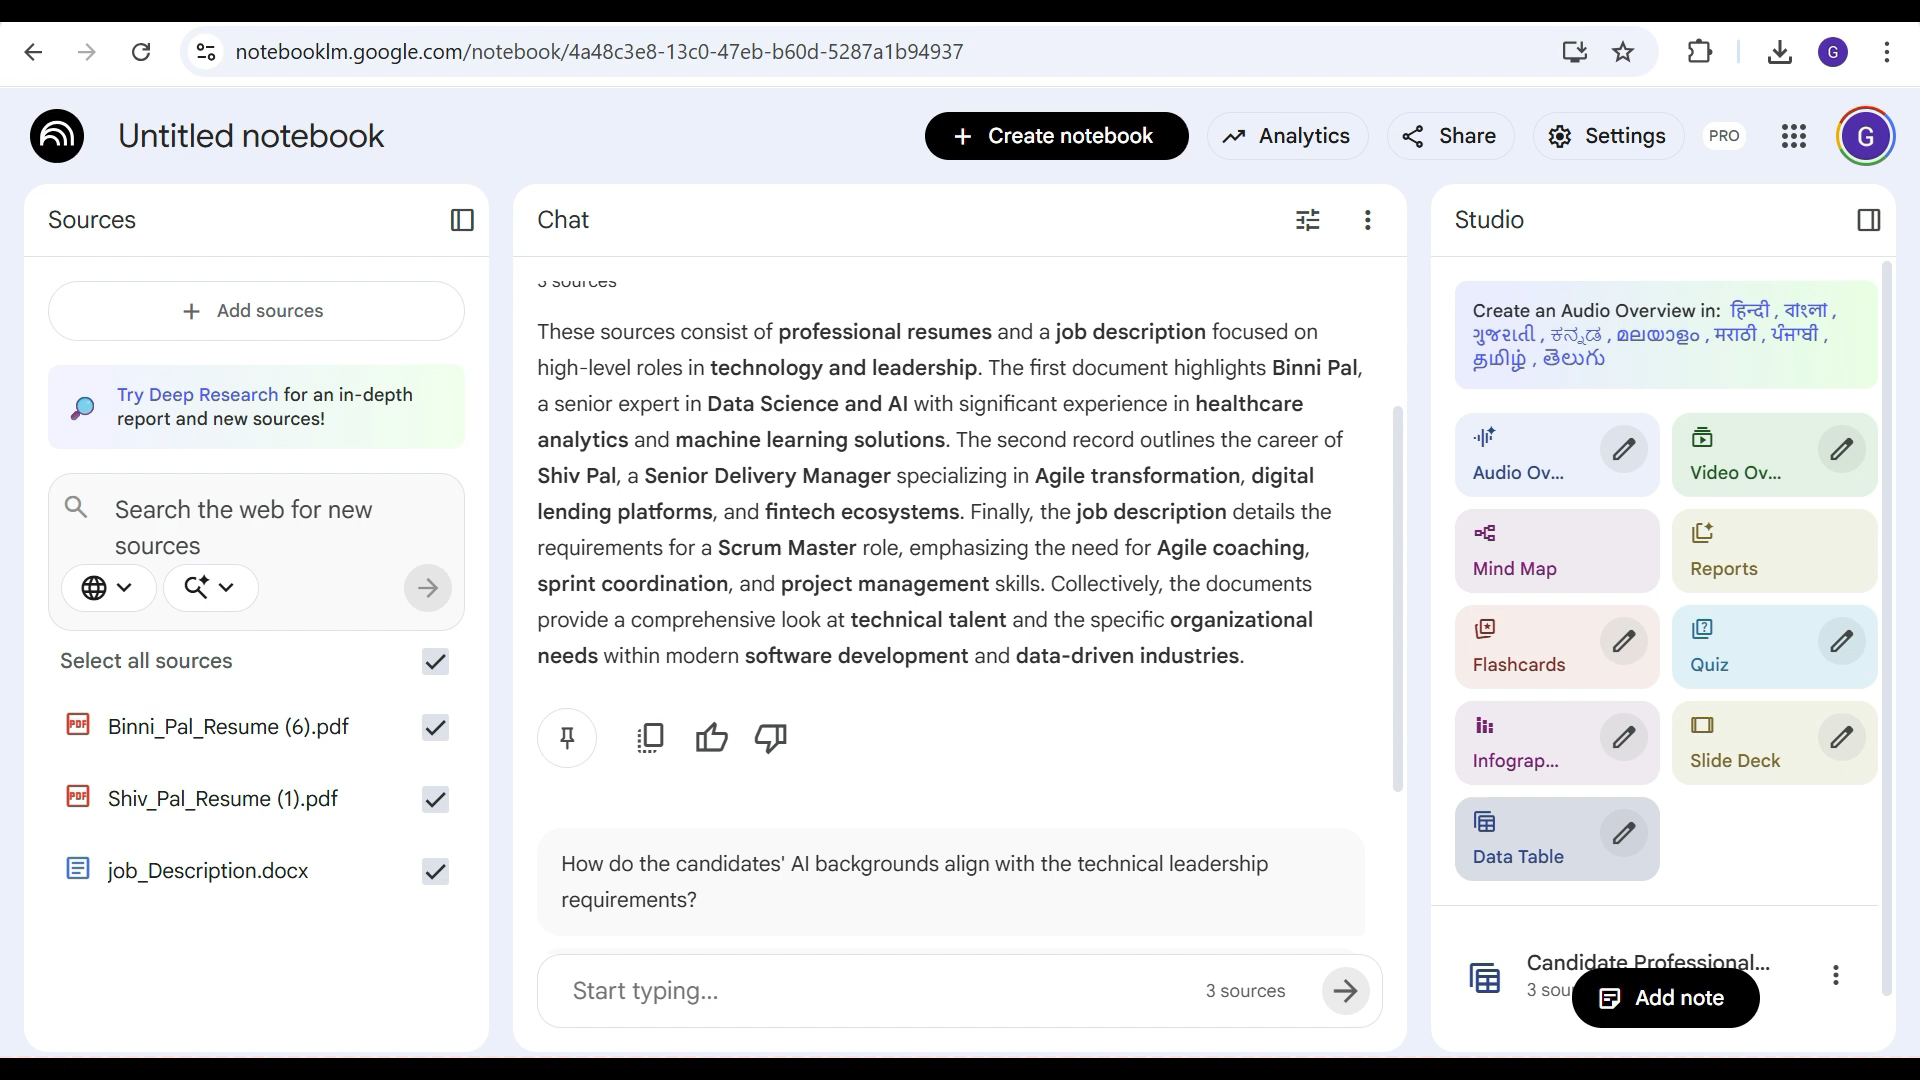 notebooklm.google.com/notebook/4a48c3e8-13c0-47eb-b60d-5287a1b94937
G
Untitled notebook
+ Create notebook
Analytics
Share
Settings
PRO
G
Sources
+ Add sources
Try Deep Research for an in-depth
report and new sources!
Search the web for new
sources
Select all sources
PDF Binni_Pal_Resume (6).pdf
PDF Shiv_Pal_Resume (1).pdf
job_Description.docx
Chat
3 sources
These sources consist of professional resumes and a job description focused on
high-level roles in technology and leadership. The first document highlights Binni Pal,
a senior expert in Data Science and AI with significant experience in healthcare
analytics and machine learning solutions. The second record outlines the career of
Shiv Pal, a Senior Delivery Manager specializing in Agile transformation, digital
lending platforms, and fintech ecosystems. Finally, the job description details the
requirements for a Scrum Master role, emphasizing the need for Agile coaching,
sprint coordination, and project management skills. Collectively, the documents
provide a comprehensive look at technical talent and the specific organizational
needs within modern software development and data-driven industries.
How do the candidates' AI backgrounds align with the technical leadership
requirements?
Start typing...
3 sources
Studio
Create an Audio Overview in: हिन्दी , বাংলা ,
ગુજરાતી , ಕನ್ನಡ , മലയാളം , मराठी , ਪੰਜਾਬੀ ,
தமிழ் , తెలుగు
Audio Ov...
Video Ov...
Mind Map
Reports
Flashcards
Quiz
Infograp...
Slide Deck
Data Table
Candidate Professional...
3 sou
Add note